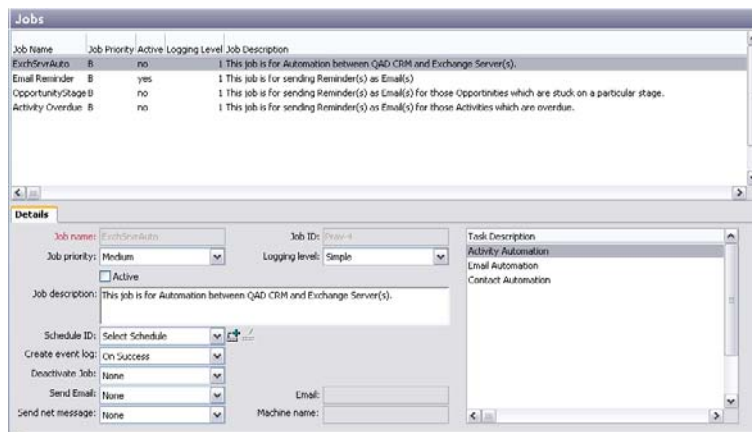 Jobs
Job Name Job Priority Active Logging Level Job Description
ExchSrvrAuto B no 1 This job is for Automation between QAD CRM and Exchange Server(s).
Email Reminder B yes 1 This job is for sending Reminder(s) as Email(s)
OpportunityStage B no 1 This job is for sending Reminder(s) as Email(s) for those Opportinities which are stuck on a particular stage.
Activity Overdue B no 1 This job is for sending Reminder(s) as Email(s) for those Activities which are overdue.
Details
Job name: ExchSrvrAuto Job ID: Prav-4 Task Description
Job priority: Medium Logging level: Simple Activity Automation
Active Email Automation
Job description: This job is for Automation between QAD CRM and Exchange Server(s). Contact Automation
Schedule ID: Select Schedule
Create event log: On Success
Deactivate Job: None
Send Email: None Email:
Send net message: None Machine name: